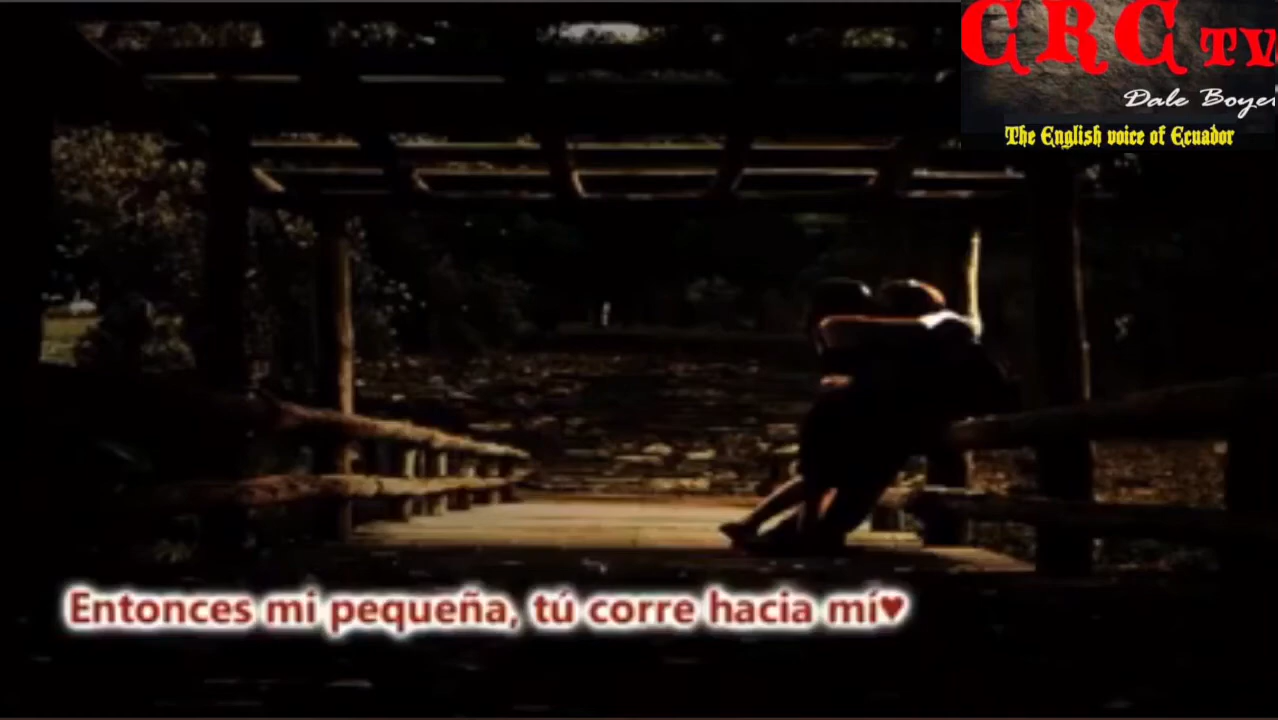 CRC TV
Dale Boyer
The English voice of Ecuador
Entonces mi pequeña, tú corre hacia mí♥